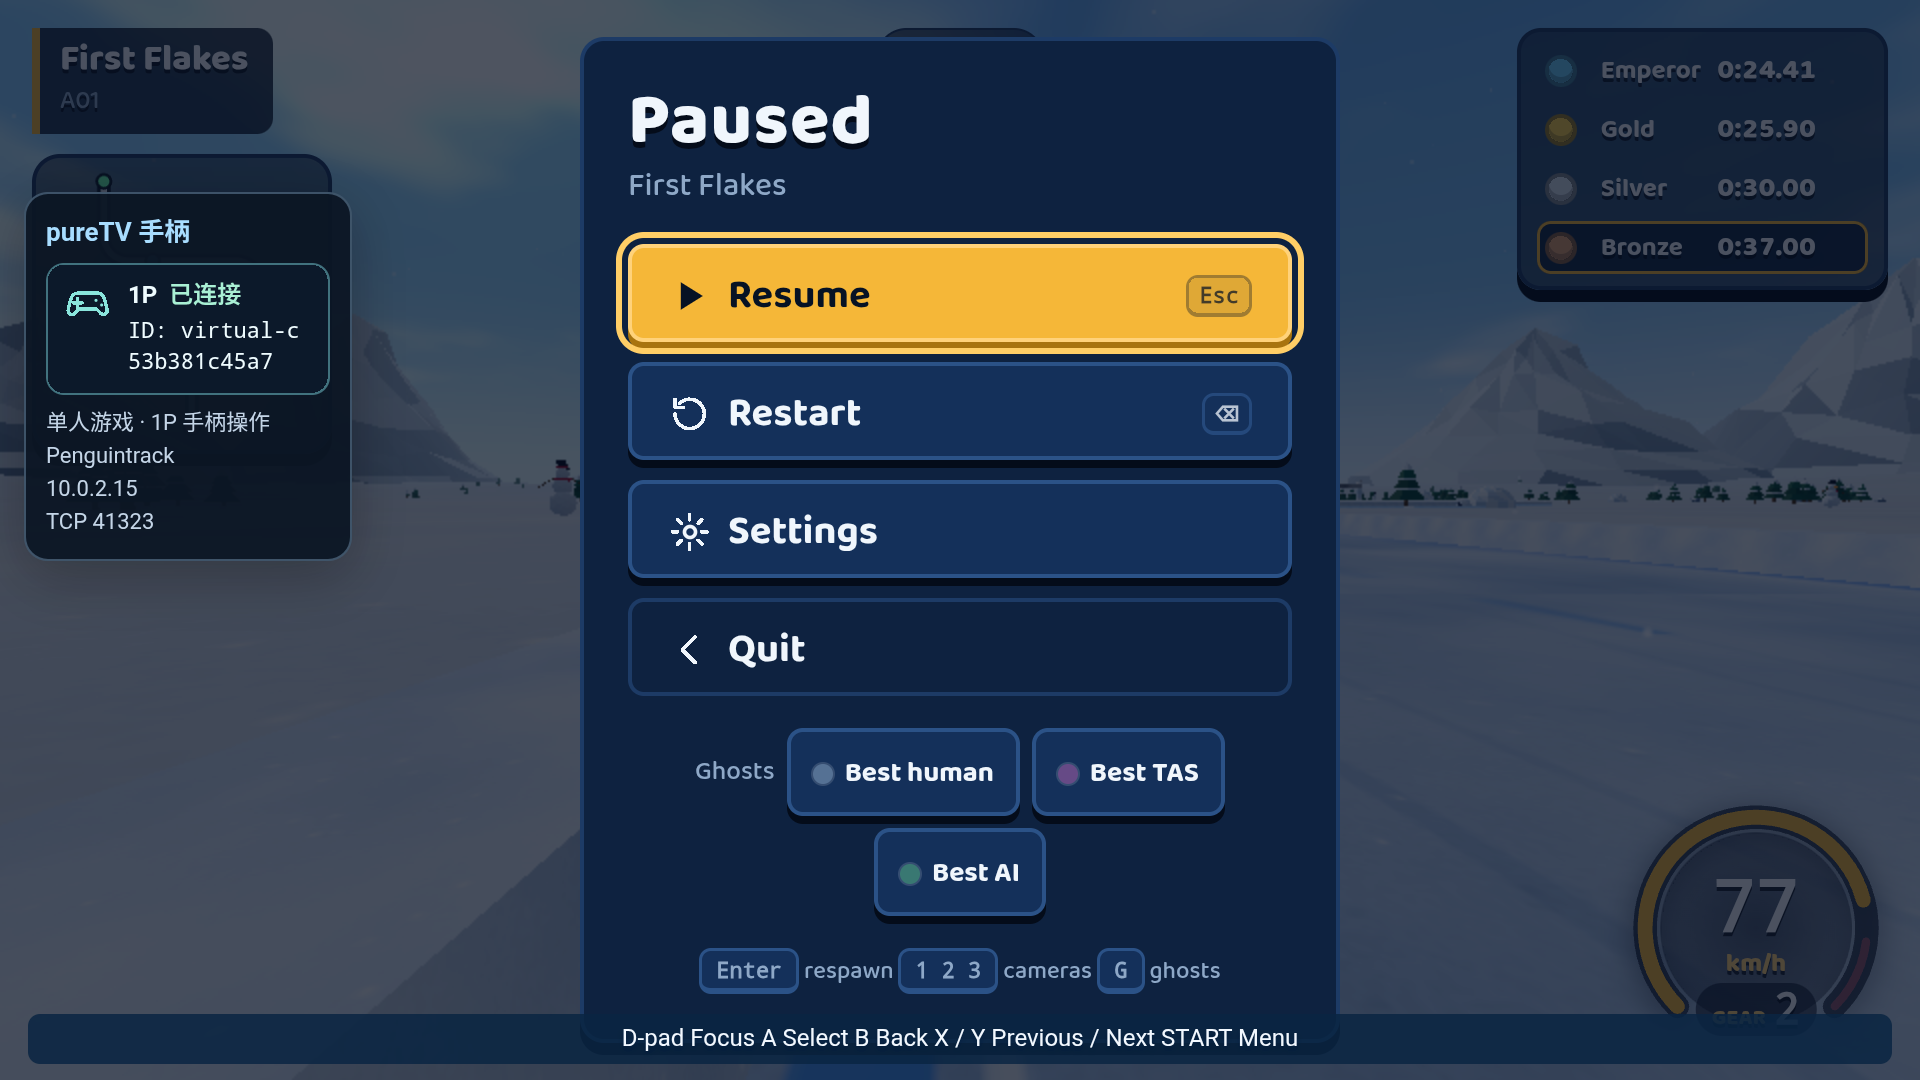 First Flakes
A01
pureTV 手柄
1P 已连接
ID: virtual-c
53b381c45a7
单人游戏 · 1P 手柄操作
Penguintrack
10.0.2.15
TCP 41323
Paused
First Flakes
Resume Esc
Restart
Settings
Quit
Ghosts Best human Best TAS
Best AI
Enter respawn 1 2 3 cameras G ghosts
Emperor 0:24.41
Gold 0:25.90
Silver 0:30.00
Bronze 0:37.00
77
km/h
GEAR 2
D-pad Focus A Select B Back X / Y Previous / Next START Menu